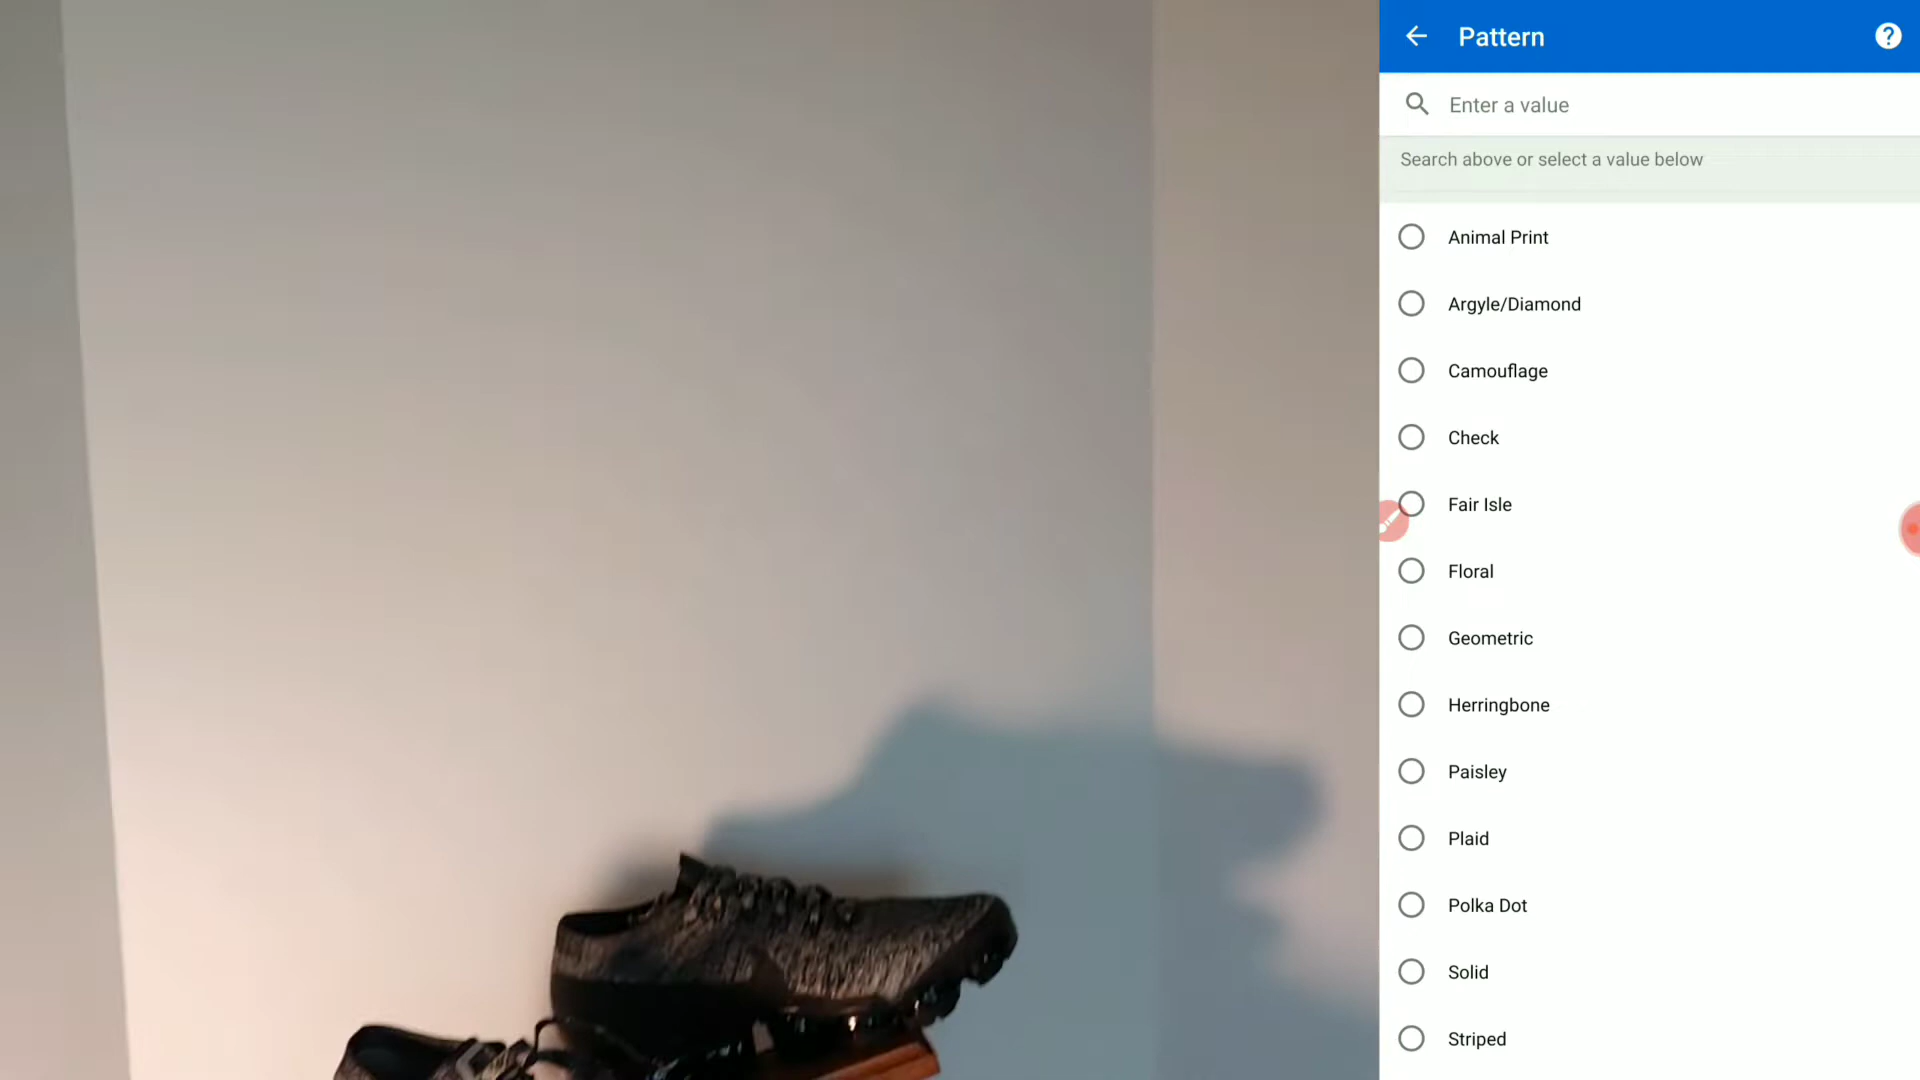 Pattern
Enter a value
Search above or select a value below
Animal Print
Argyle/Diamond
Camouflage
Check
Fair Isle
Floral
Geometric
Herringbone
Paisley
Plaid
Polka Dot
Solid
Striped